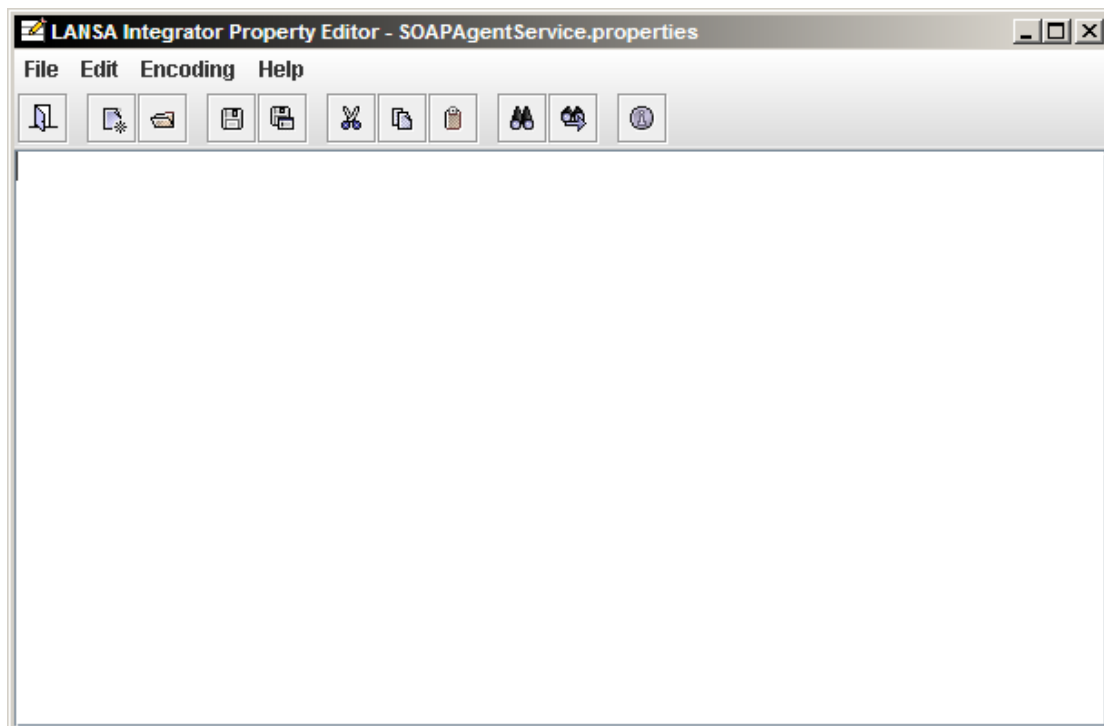 LANSA Integrator Property Editor - SOAPAgentService.properties
File Edit Encoding Help